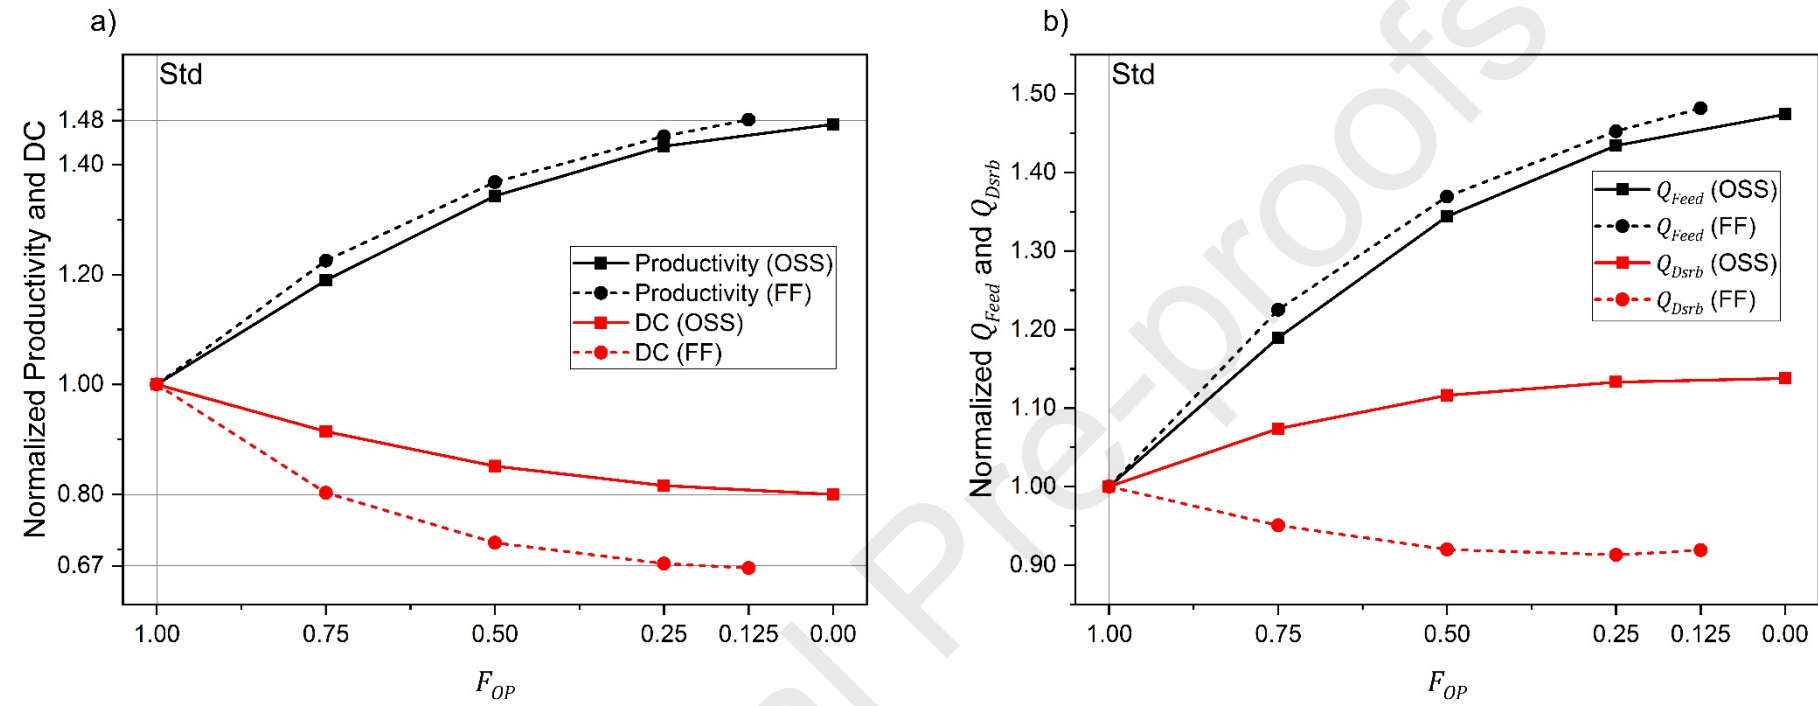 a)
Std
Normalized Productivity and DC
1.48
1.40
1.20
1.00
0.80
0.67
Productivity (OSS)
Productivity (FF)
DC (OSS)
DC (FF)
1.00 0.75 0.50 0.25 0.125 0.00
F_OP
b)
Std
Normalized Q_Feed and Q_Dsrb
1.50
1.40
1.30
1.20
1.10
1.00
0.90
Q_Feed (OSS)
Q_Feed (FF)
Q_Dsrb (OSS)
Q_Dsrb (FF)
1.00 0.75 0.50 0.25 0.125 0.00
F_OP
al Pre-proofs